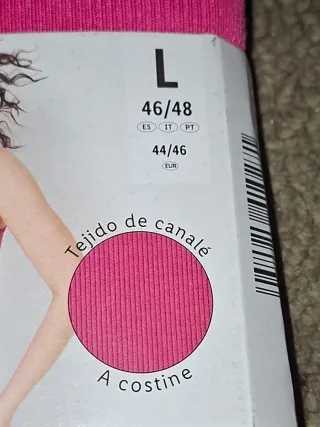 L
46/48
ES IT PT
44/46
EUR
Tejido de canalé
A costine